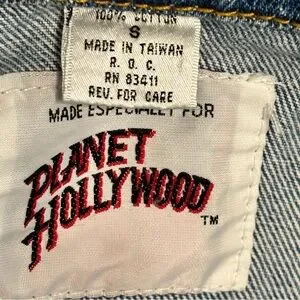 100% COTTON
S
MADE IN TAIWAN
R. O. C.
RN 83411
REV. FOR CARE
MADE ESPECIALLY FOR
PLANET
HOLLYWOOD
TM